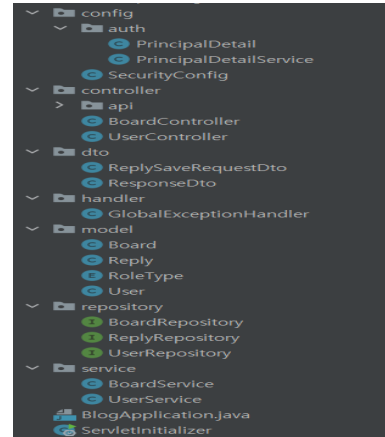 config
auth
PrincipalDetail
PrincipalDetailService
SecurityConfig
controller
api
BoardController
UserController
dto
ReplySaveRequestDto
ResponseDto
handler
GlobalExceptionHandler
model
Board
Reply
RoleType
User
repository
BoardRepository
ReplyRepository
UserRepository
service
BoardService
UserService
BlogApplication.java
ServletInitializer